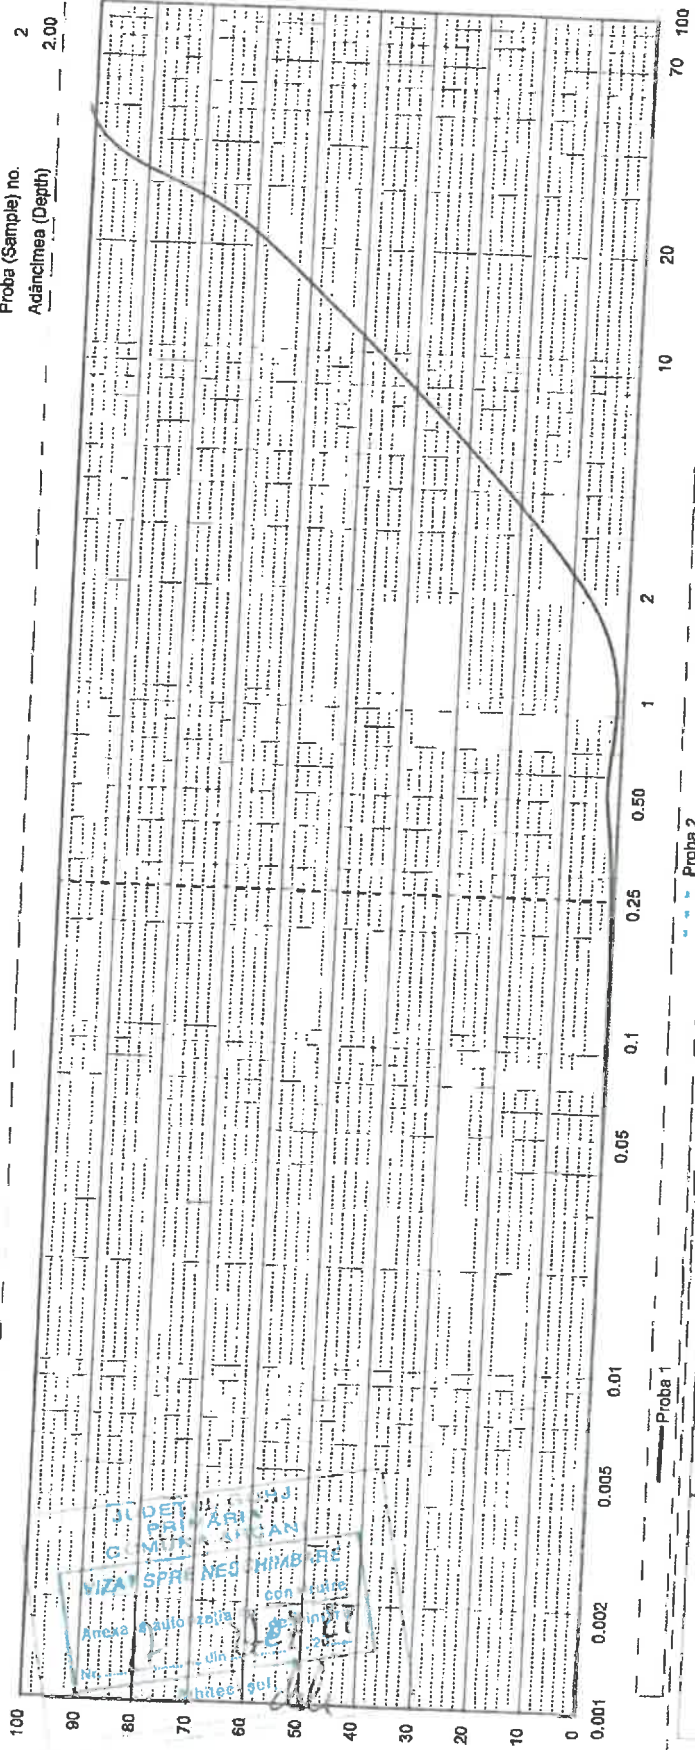 Proba (Sample) no. 2
Adâncimea (Depth) 2.00
100
90
80
70
60
50
40
30
20
10
0
0.001 0.002 0.005 0.01 0.05 0.1 0.25 0.50 1 2 10 20 70 100
Proba 1 Proba 2
VIZAT SPRE NESCHIMBARE
Anexa